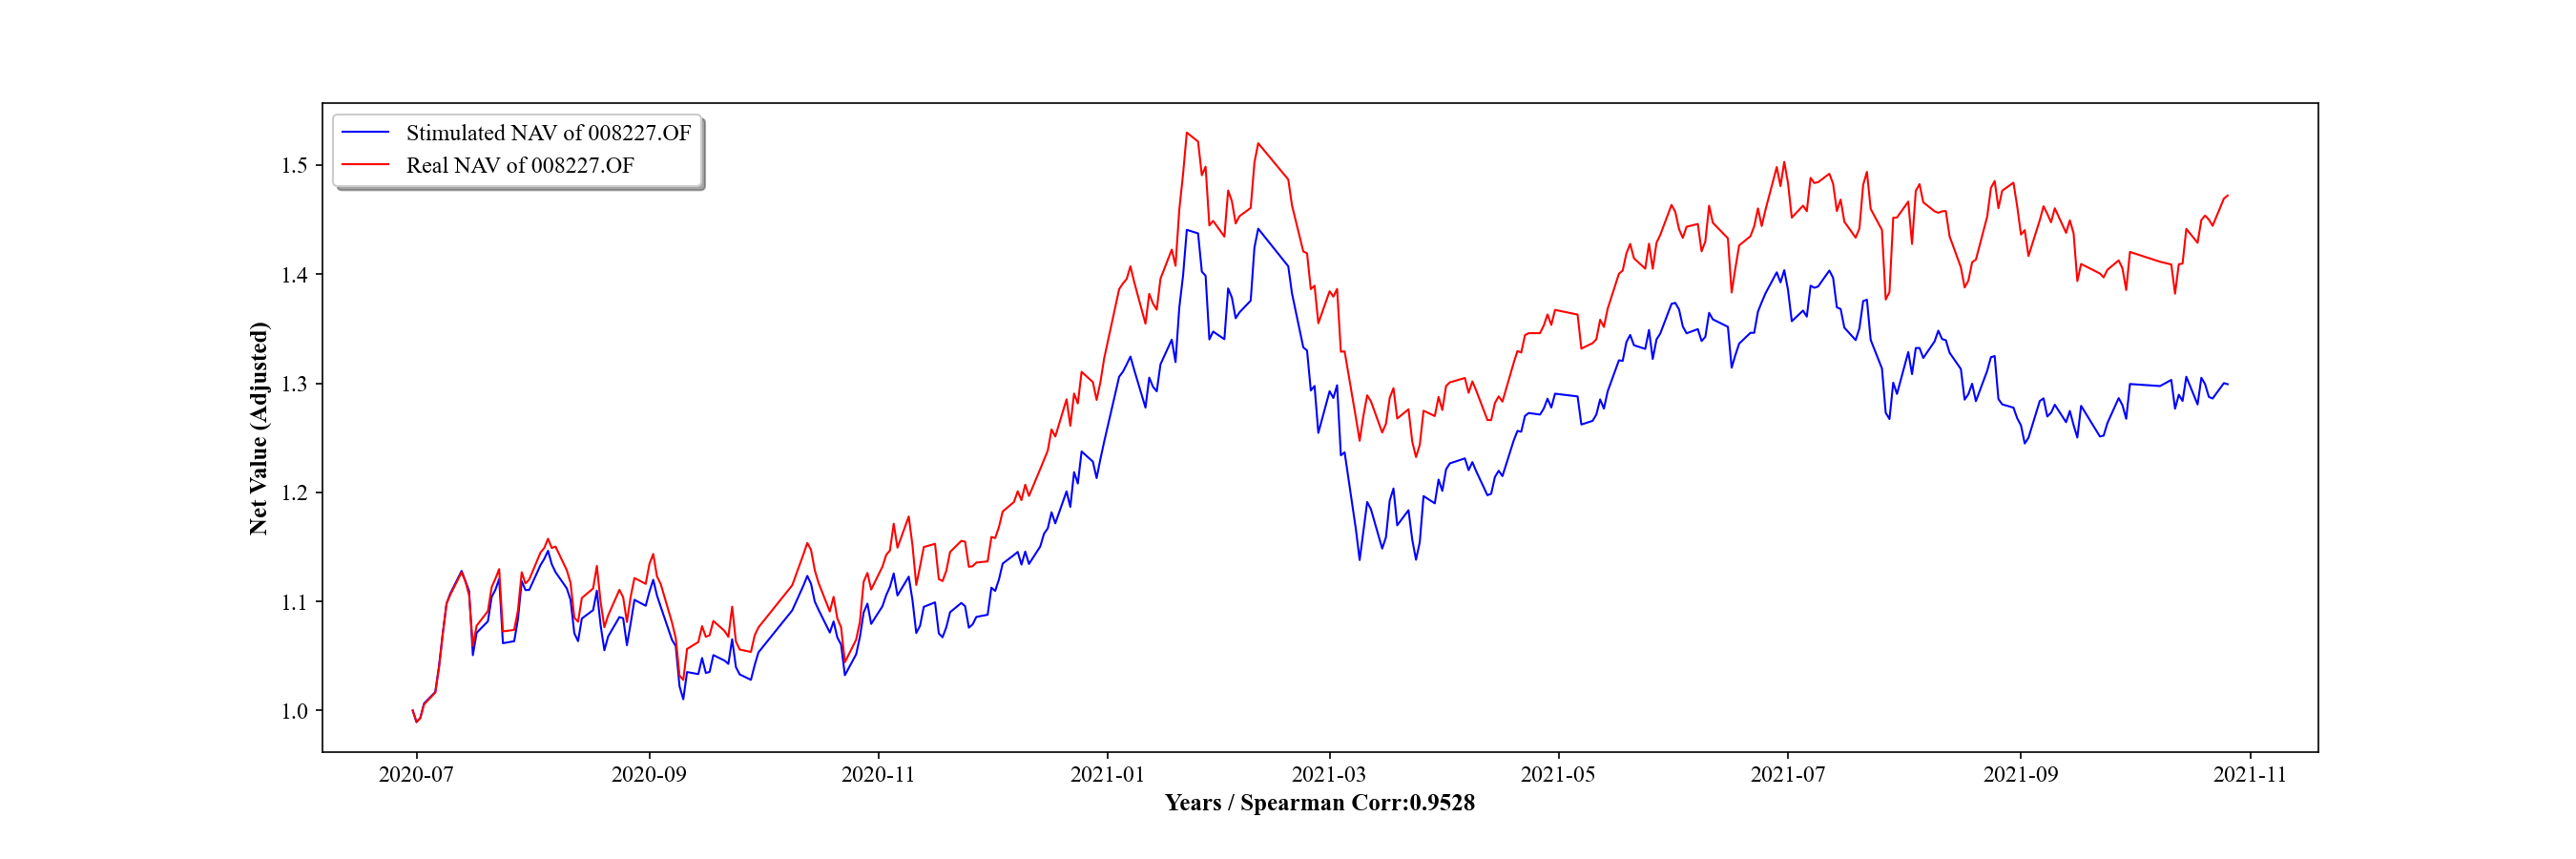 Stimulated NAV of 008227.OF
Real NAV of 008227.OF
Net Value (Adjusted)
1.5
1.4
1.3
1.2
1.1
1.0
2020-07 2020-09 2020-11 2021-01 2021-03 2021-05 2021-07 2021-09 2021-11
Years / Spearman Corr:0.9528